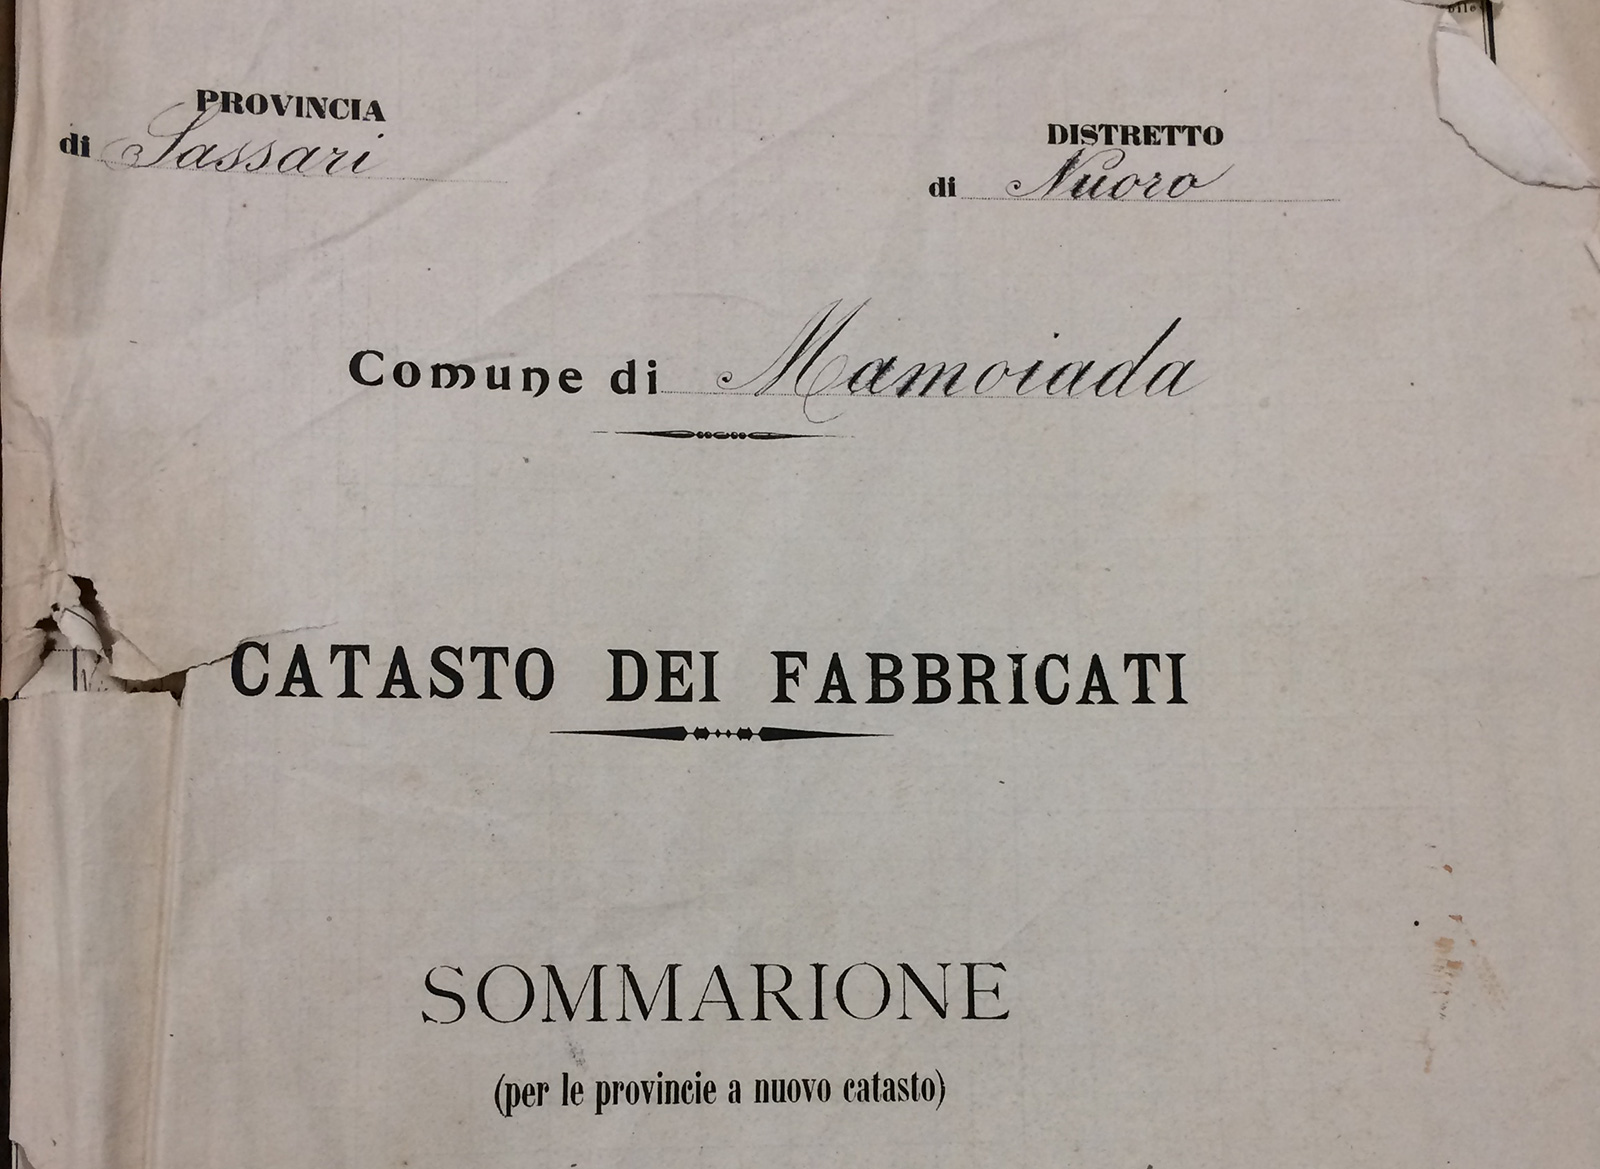 PROVINCIA
di Sassari
DISTRETTO
di Nuoro
Comune di Mamoiada
CATASTO DEI FABBRICATI
SOMMARIONE
(per le provincie a nuovo catasto)